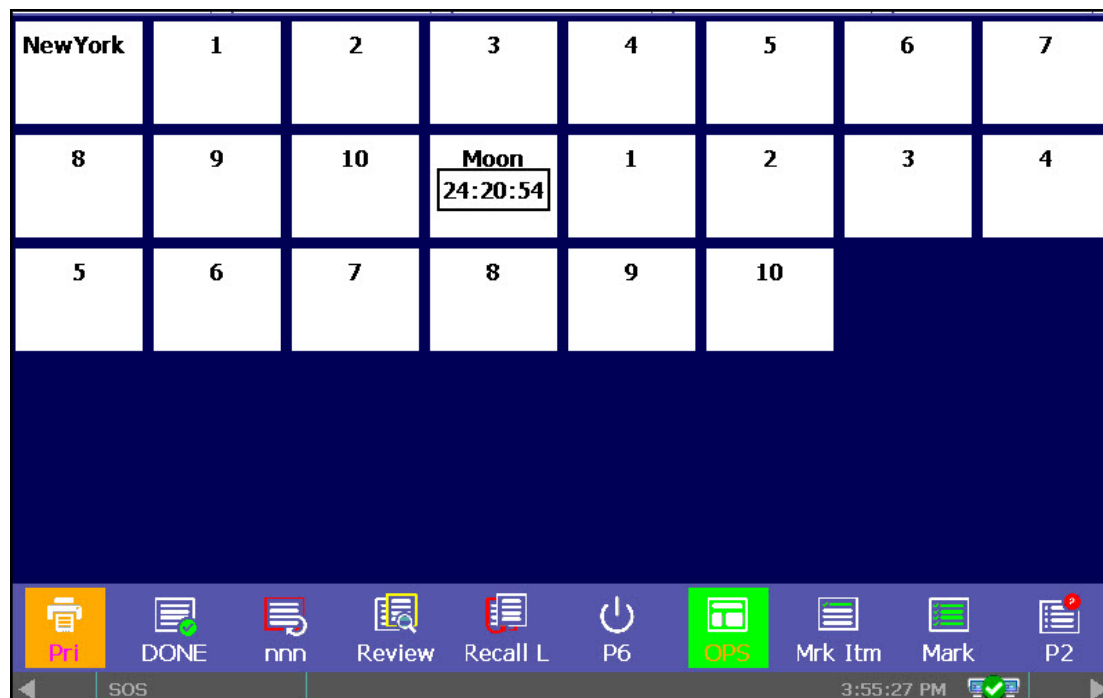 NewYork 1 2 3 4 5 6 7
8 9 10 Moon 1 2 3 4
24:20:54
5 6 7 8 9 10
Pri DONE nnn Review Recall L P6 OPS Mrk Itm Mark P2
SOS 3:55:27 PM